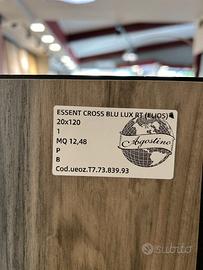 ESSENT CROSS BLU LUX RT (ELIOS)
20x120
1
MQ 12,48
P
B
Cod.ueoz.T7.73.839.93
Agostino
subito